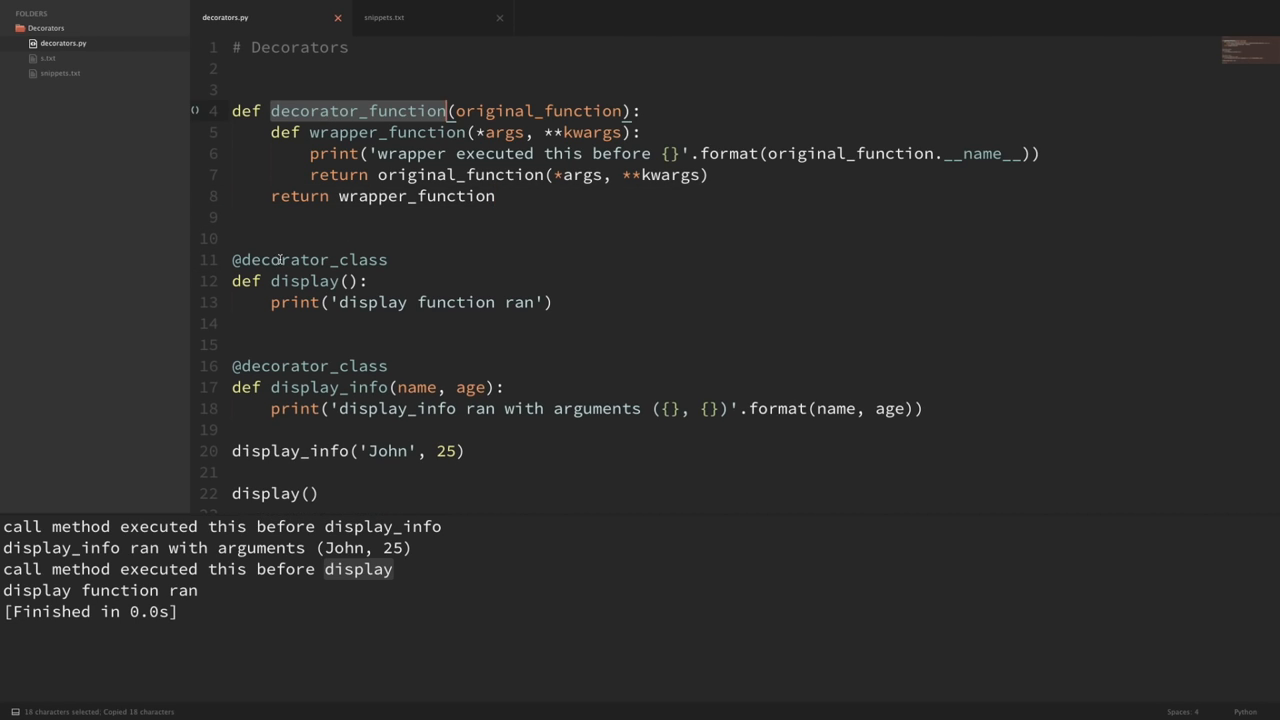 FOLDERS
Decorators
decorators.py
s.txt
snippets.txt
decorators.py
snippets.txt
1 # Decorators
2
3
4 def decorator_function(original_function):
5     def wrapper_function(*args, **kwargs):
6         print('wrapper executed this before {}'.format(original_function.__name__))
7         return original_function(*args, **kwargs)
8     return wrapper_function
9
10
11 @decorator_class
12 def display():
13     print('display function ran')
14
15
16 @decorator_class
17 def display_info(name, age):
18     print('display_info ran with arguments ({}, {})'.format(name, age))
19
20 display_info('John', 25)
21
22 display()
call method executed this before display_info
display_info ran with arguments (John, 25)
call method executed this before display
display function ran
[Finished in 0.0s]
18 characters selected; Copied 18 characters
Spaces: 4
Python